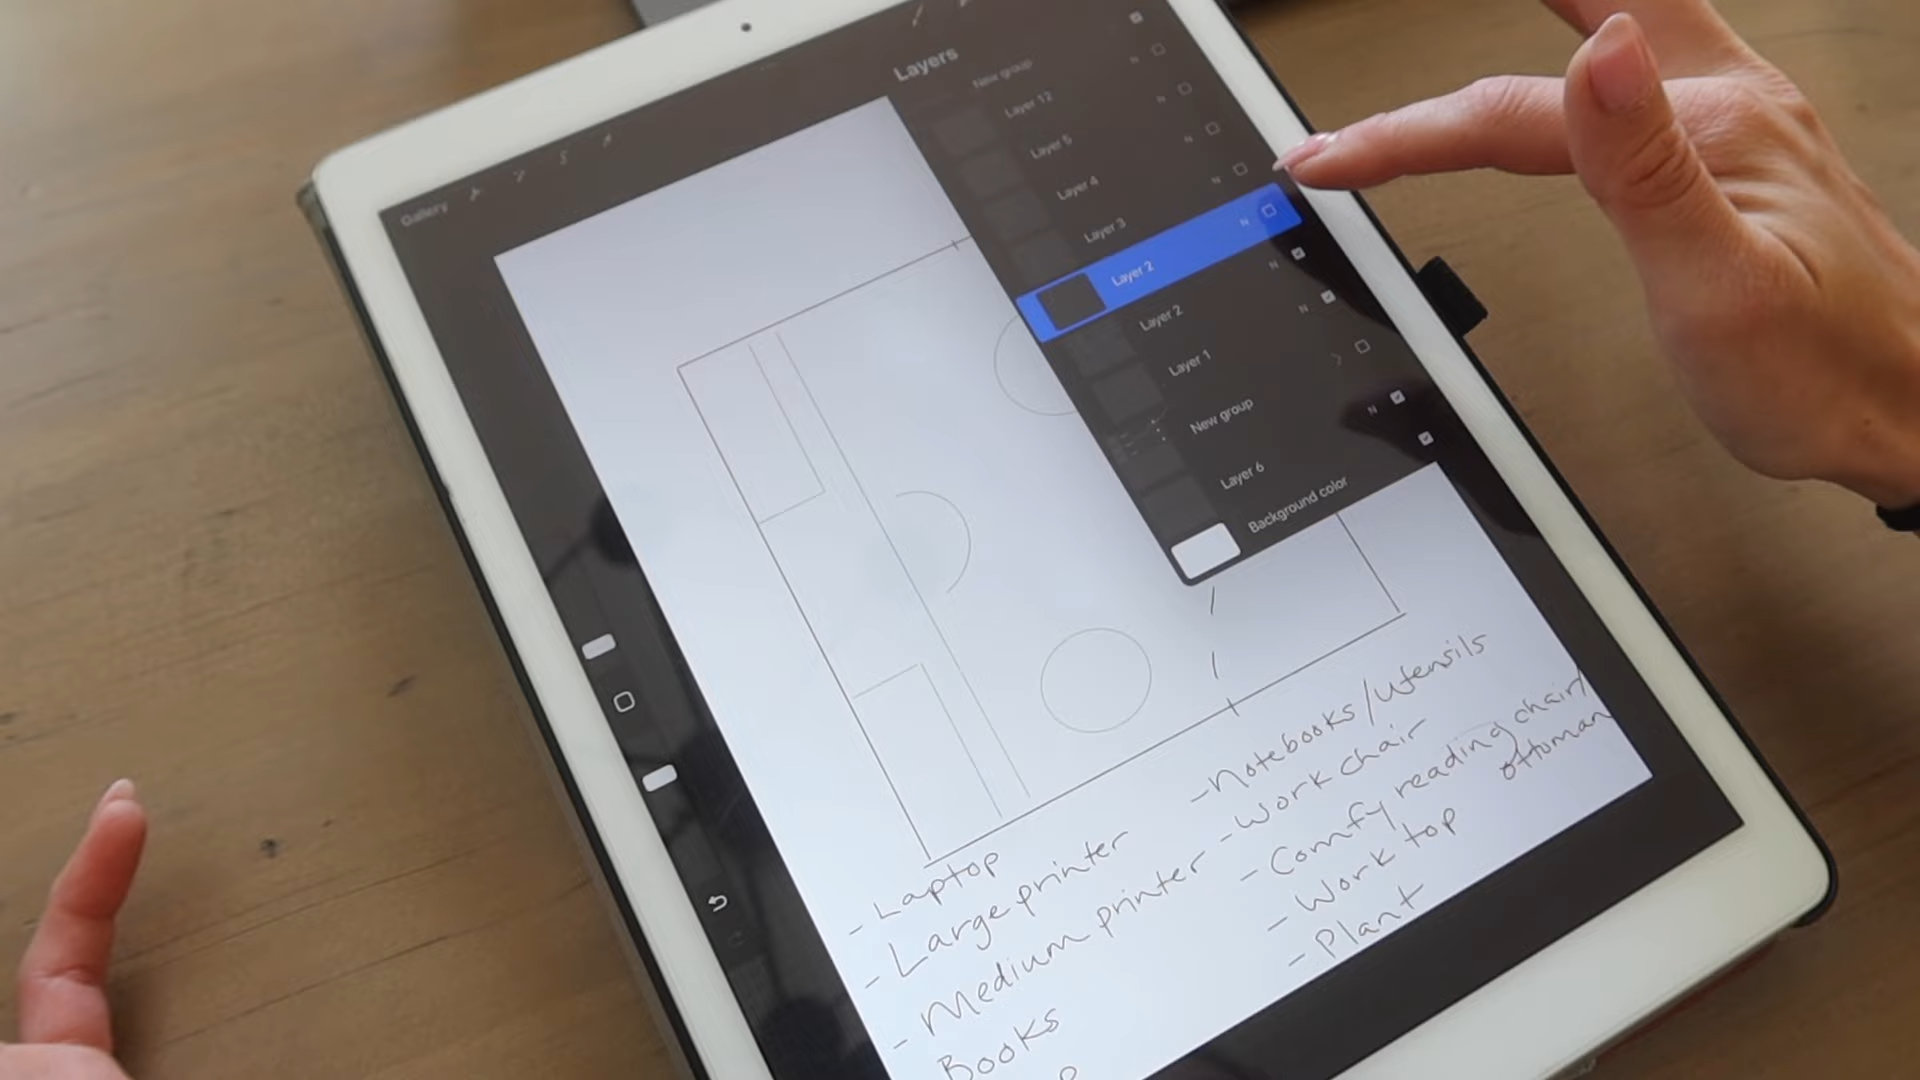 Gallery
Layers
New group
Layer 12
N
Layer 5
N
Layer 4
N
Layer 3
N
Layer 2
N
Layer 2
N
Layer 1
N
New group
Layer 6
N
Background color
- Laptop
- Large printer
- Medium printer
Books
- Notebooks/utensils
- Work chair
- Comfy reading chair/
ottoman
- Work top
- Plant